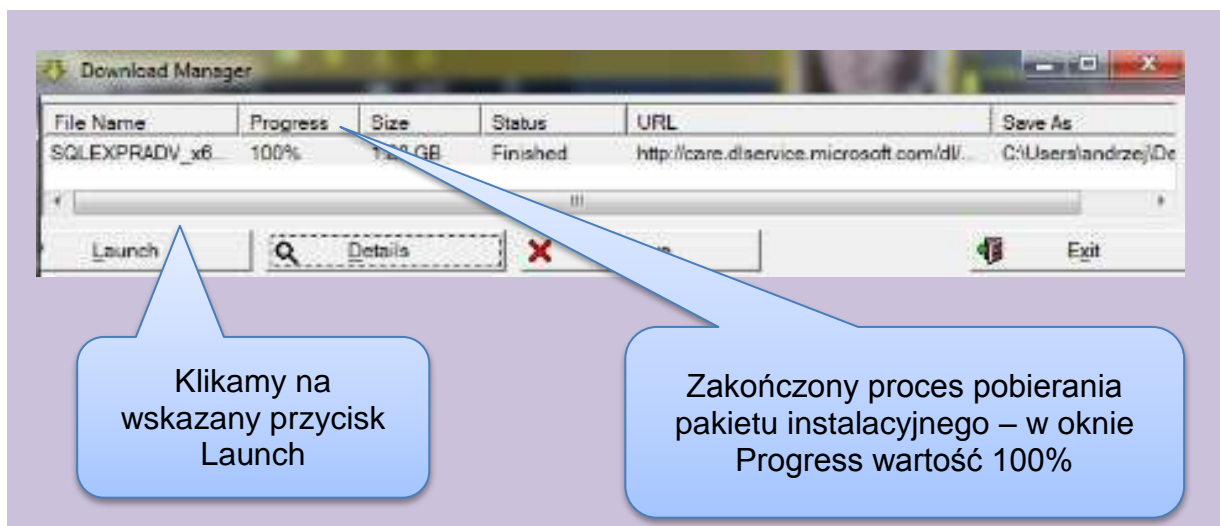 Download Manager
File Name Progress Size Status URL Save As
SQLEXPRADV_x6... 100% GB Finished http://care.dlservice.microsoft.com/dl/... C:\Users\andrzej\De
Launch Details Exit
Klikamy na
wskazany przycisk
Launch
Zakończony proces pobierania
pakietu instalacyjnego – w oknie
Progress wartość 100%